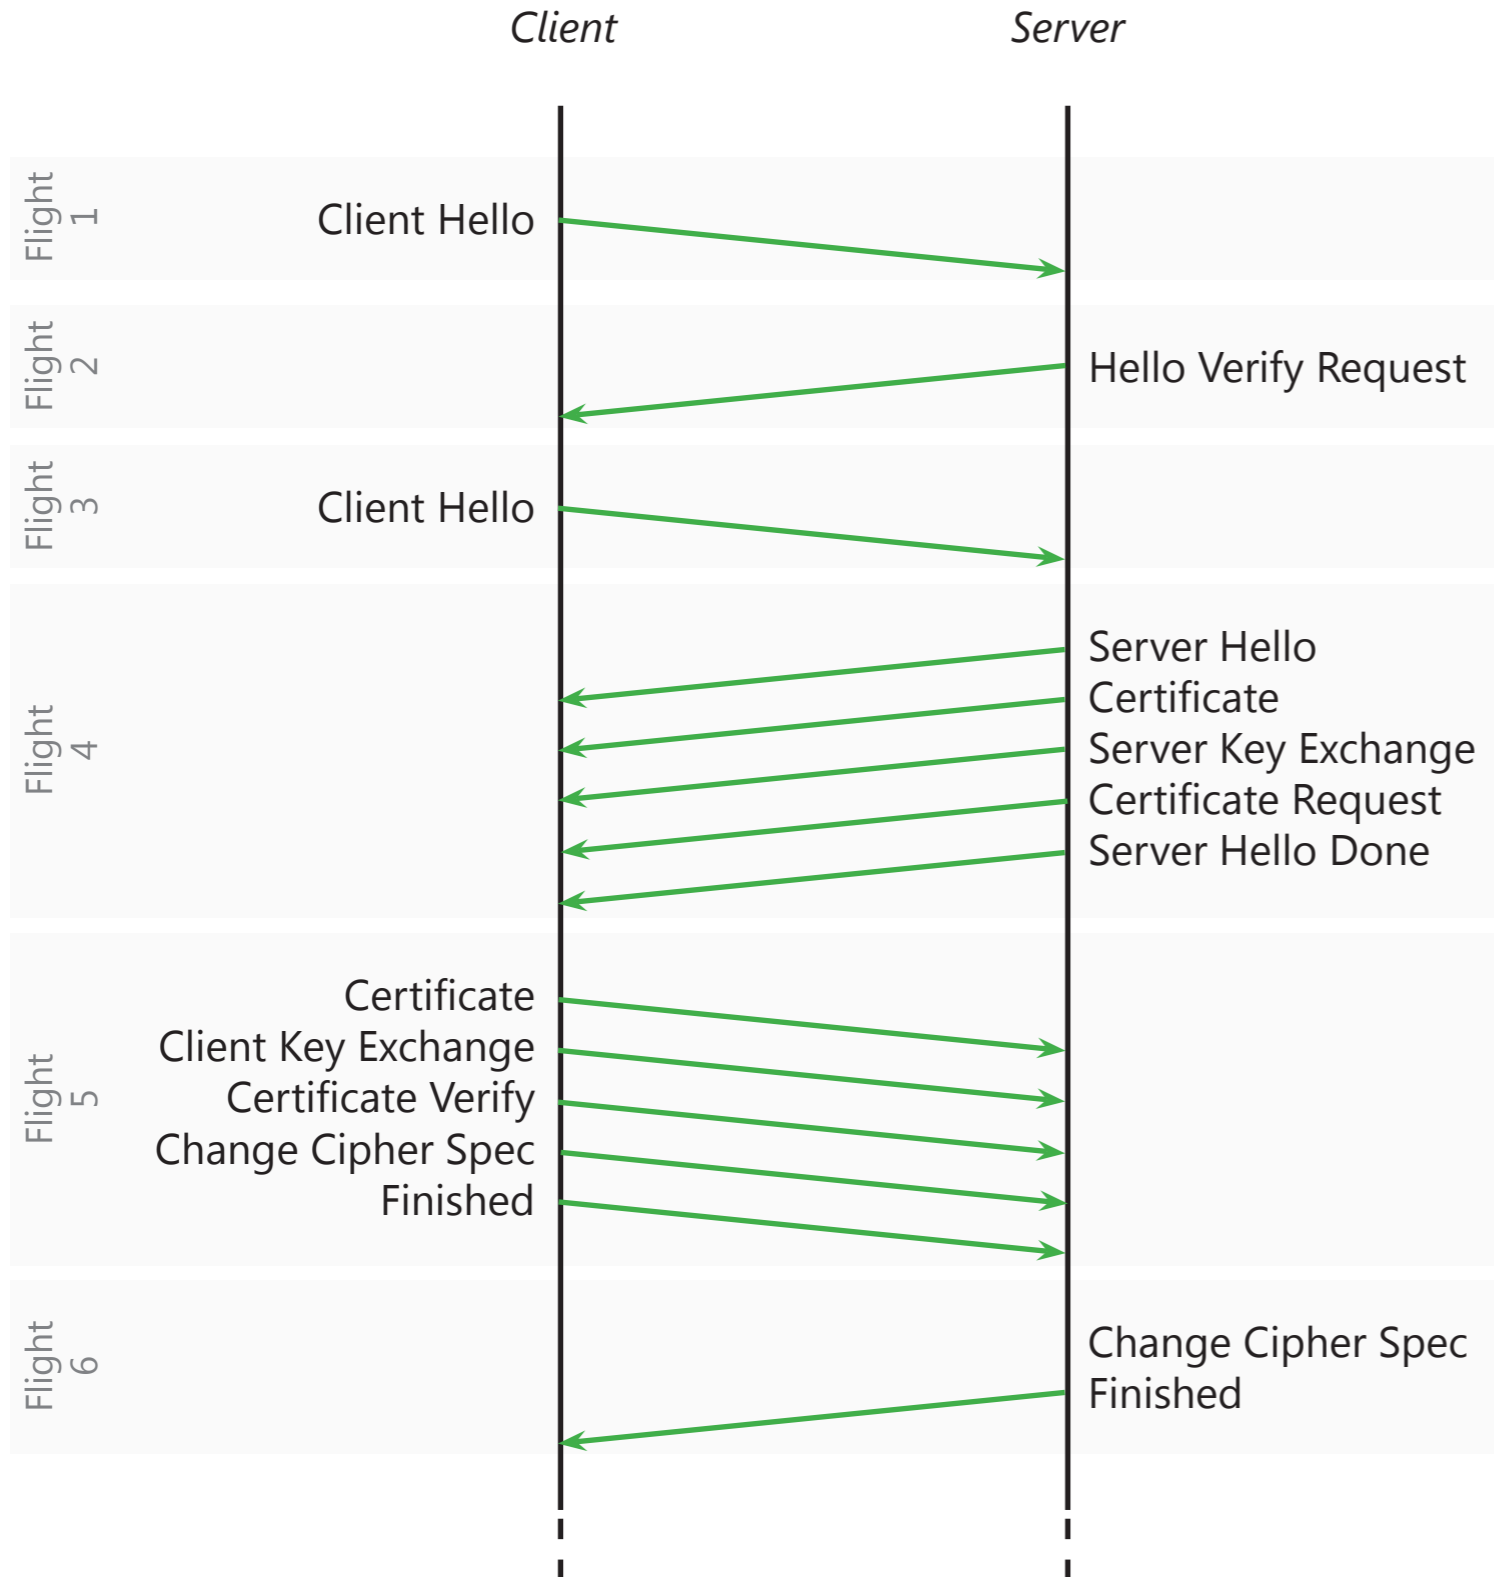 Client
Server
Flight
1
Client Hello
Flight
2
Hello Verify Request
Flight
3
Client Hello
Flight
4
Server Hello
Certificate
Server Key Exchange
Certificate Request
Server Hello Done
Flight
5
Certificate
Client Key Exchange
Certificate Verify
Change Cipher Spec
Finished
Flight
6
Change Cipher Spec
Finished